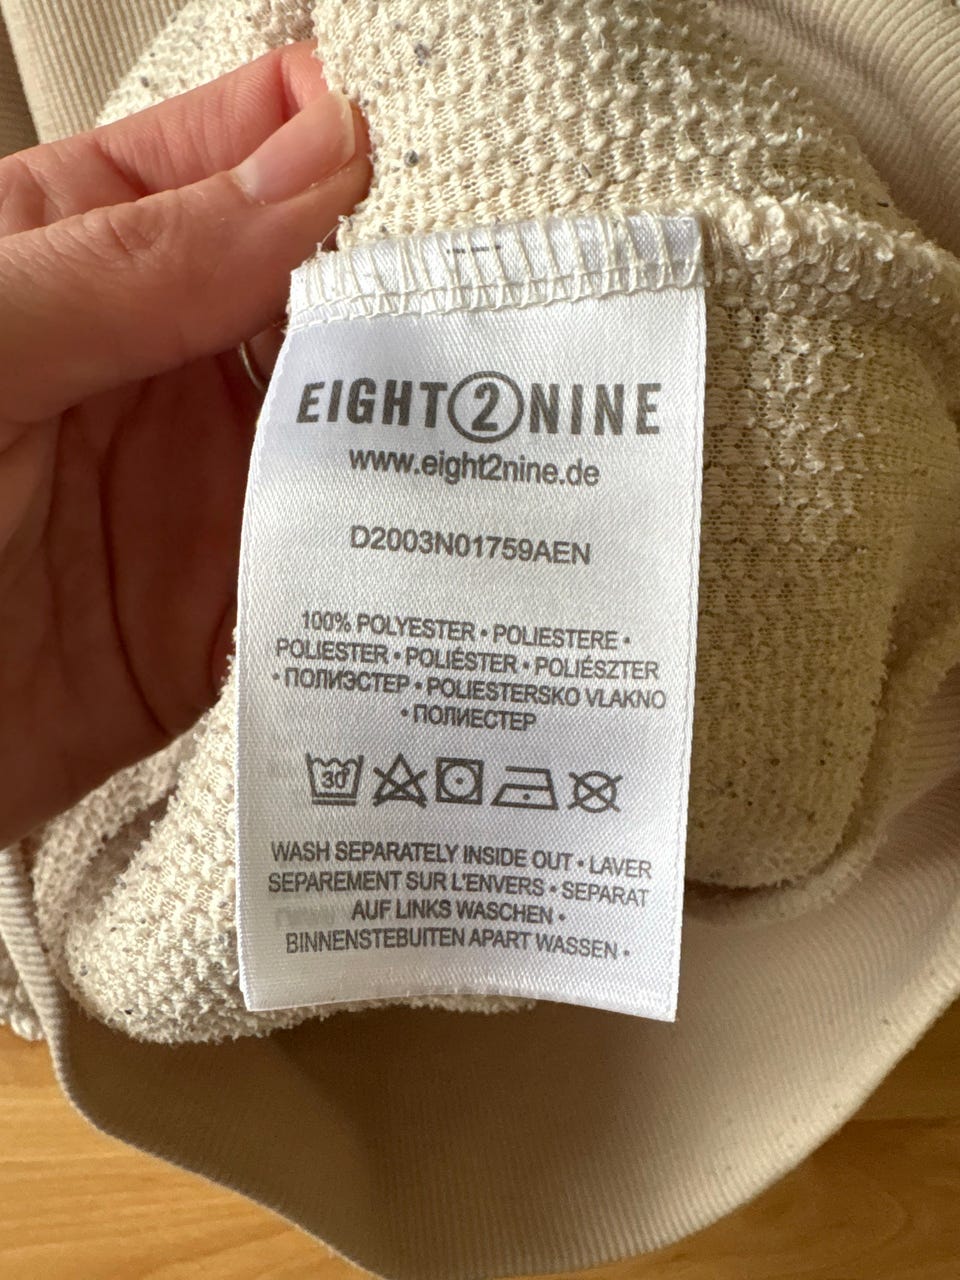 EIGHT2NINE
www.eight2nine.de
D2003N01759AEN
100% POLYESTER • POLIESTERE •
POLIESTER • POLIÉSTER • POLIÉSZTER
• ПОЛИЭСТЕР • POLIESTERSKO VLAKNO
• ПОЛИЕСТЕР
30°
WASH SEPARATELY INSIDE OUT • LAVER
SEPAREMENT SUR L'ENVERS • SEPARAT
AUF LINKS WASCHEN •
BINNENSTEBUITEN APART WASSEN •